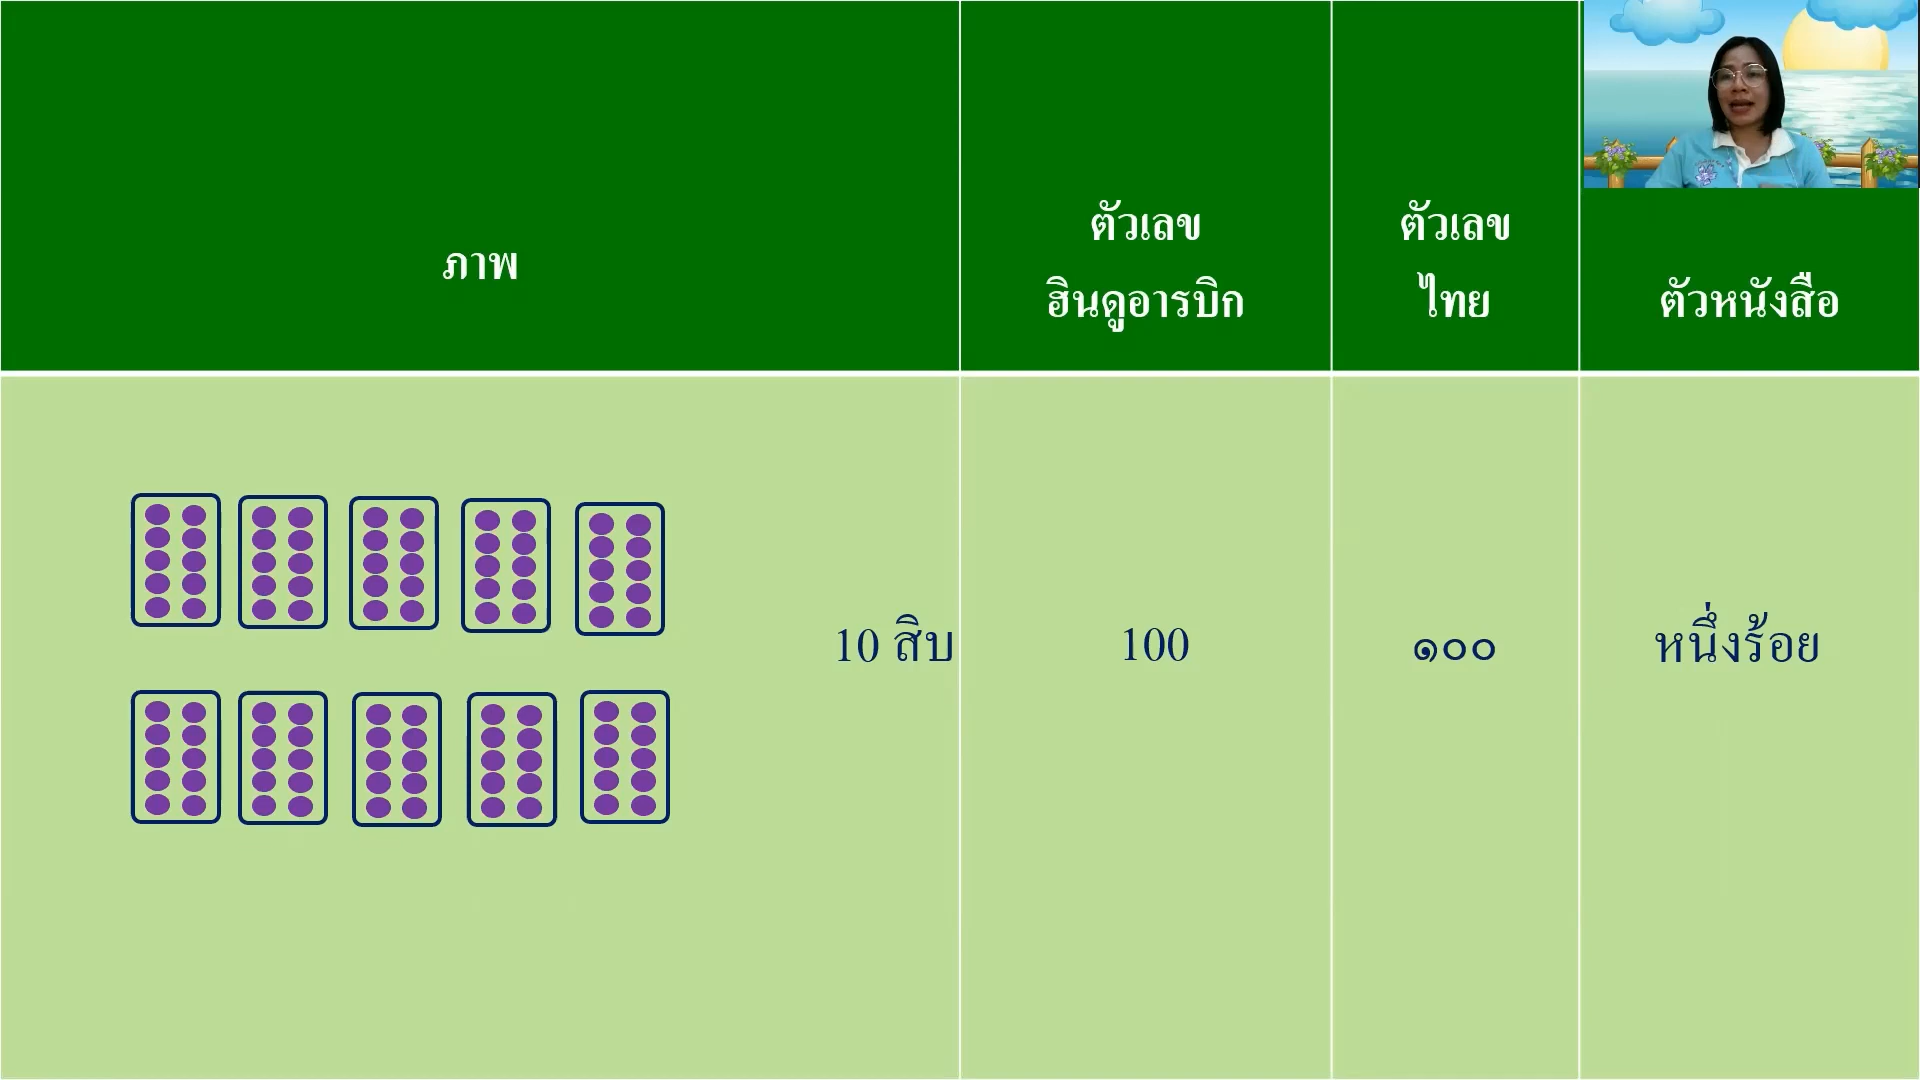 ภาพ
ตัวเลข
ฮินดูอารบิก
ตัวเลข
ไทย
ตัวหนังสือ
10 สิบ
100
๑๐๐
หนึ่งร้อย